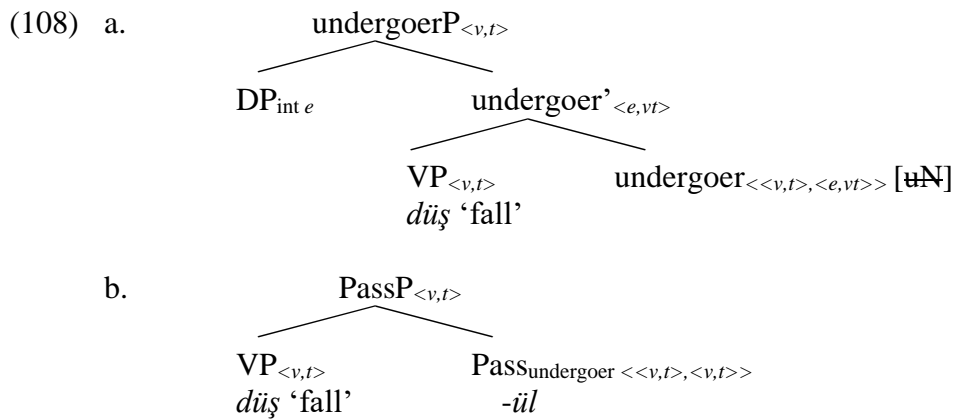 (108) a. undergoerP<v,t>
DPint e undergoer’<e,vt>
VP<v,t> undergoer<<v,t>,<e,vt>> [uN]
düş ‘fall’
b. PassP<v,t>
VP<v,t> Passundergoer <<v,t>,<v,t>>
düş ‘fall’ -ül